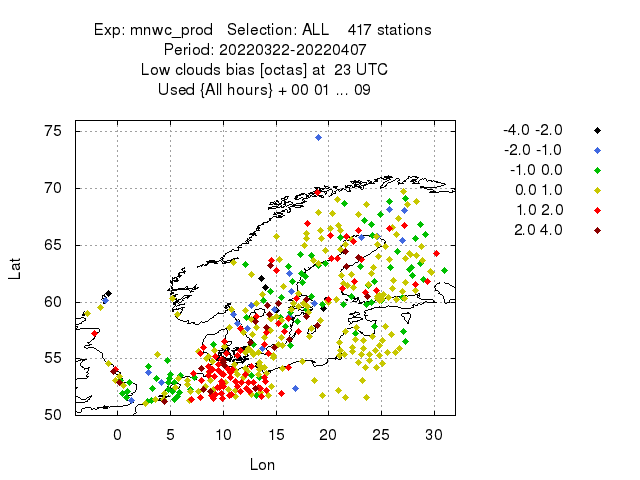 Exp: mnwc_prod   Selection: ALL    417 stations
Period: 20220322-20220407
Low clouds bias [octas] at  23 UTC
Used {All hours} + 00 01 ... 09
-4.0 -2.0
-2.0 -1.0
-1.0 0.0
0.0 1.0
1.0 2.0
2.0 4.0
75
70
65
60
55
50
Lat
0 5 10 15 20 25 30
Lon